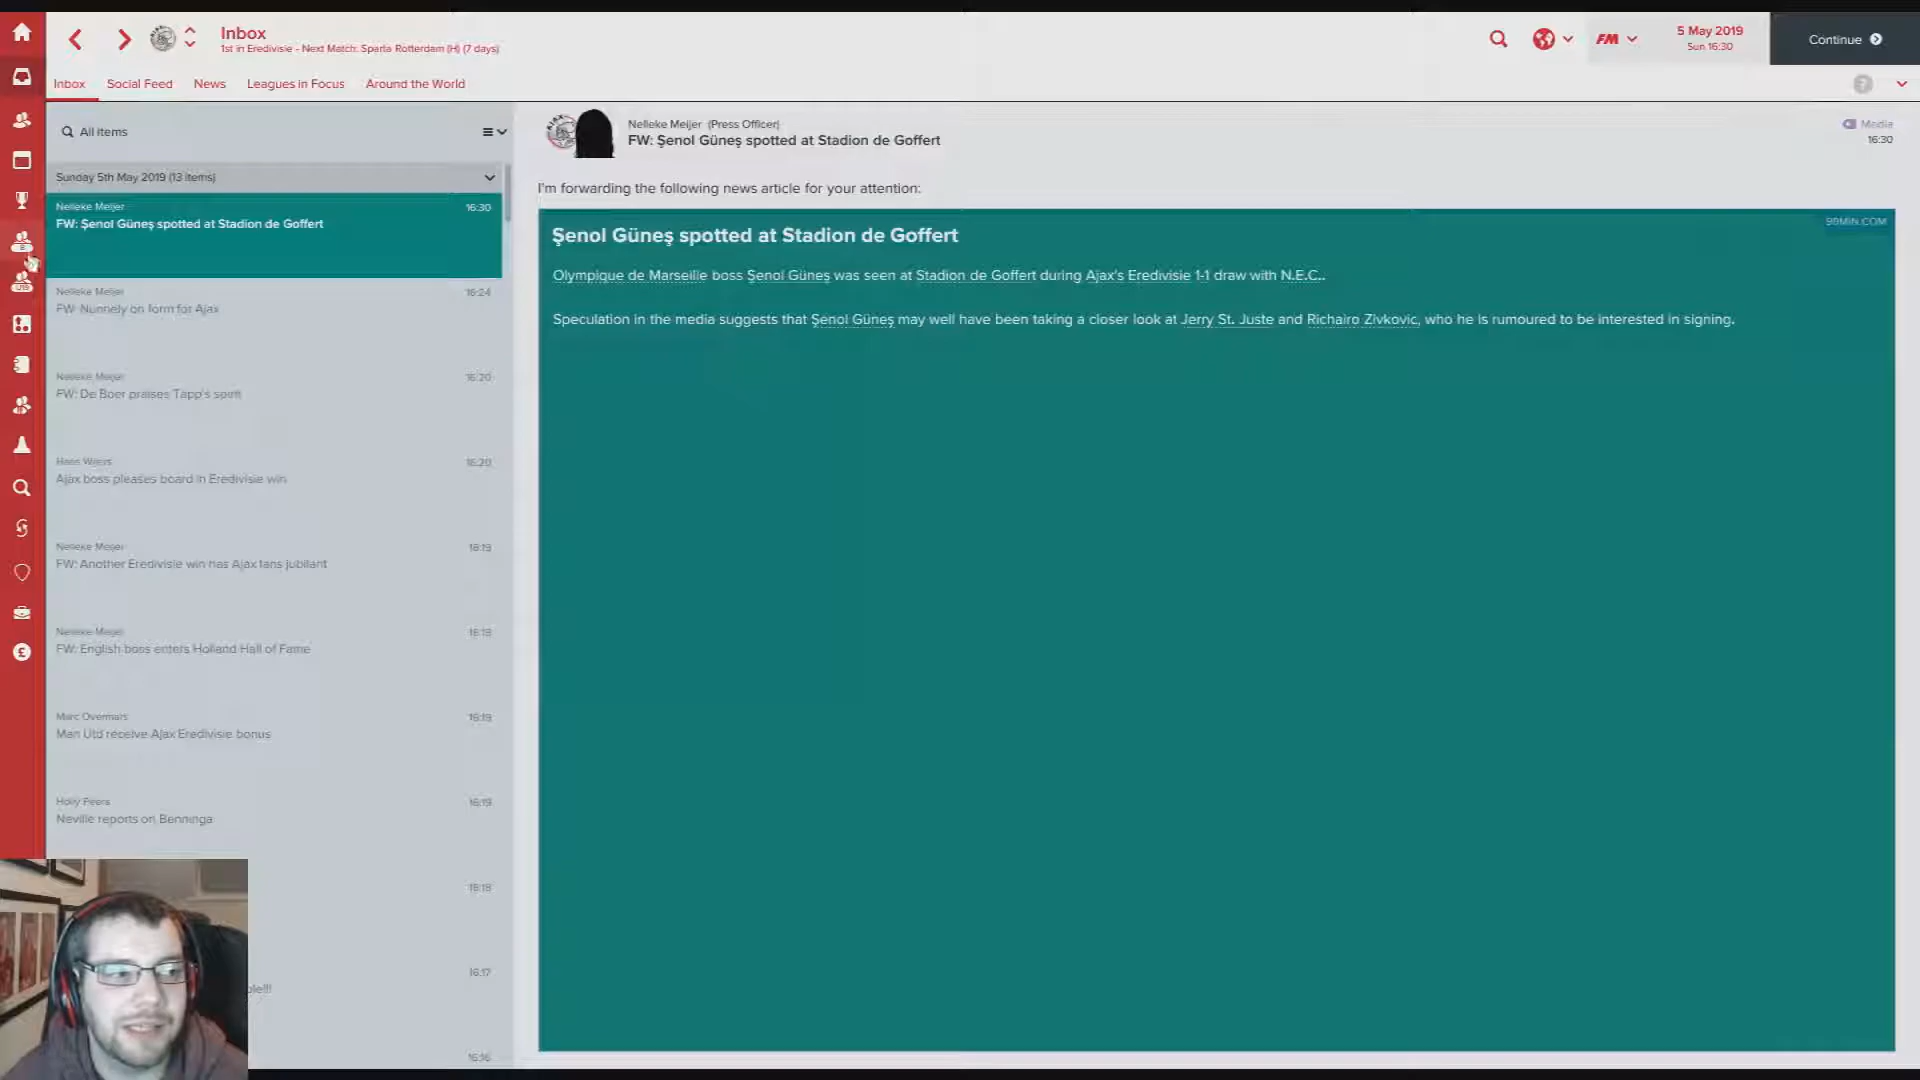 Inbox
1st in Eredivisie - Next Match: Sparta Rotterdam (H) (7 days)
FM
5 May 2019
Sun 16:30
Continue
Inbox
Social Feed
News
Leagues in Focus
Around the World
?
All items
Sunday 5th May 2019 (13 items)
Nelleke Meijer
16:30
FW: Şenol Güneş spotted at Stadion de Goffert
Nelleke Meijer
16:24
FW: Nunnely on form for Ajax
Nelleke Meijer
16:20
FW: De Boer praises Tapp's spirit
16:20
Ajax boss pleases board in Eredivisie win
Nelleke Meijer
16:19
FW: Another Eredivisie win has Ajax fans jubilant
Nelleke Meijer
16:19
FW: English boss enters Holland Hall of Fame
Marc Overmars
16:19
Man Utd receive Ajax Eredivisie bonus
Holly Peers
16:19
Neville reports on Benninga
16:18
16:17
16:16
Nelleke Meijer (Press Officer)
FW: Şenol Güneş spotted at Stadion de Goffert
Media
16:30
I'm forwarding the following news article for your attention:
99MIN.COM
Şenol Güneş spotted at Stadion de Goffert
Olympique de Marseille boss Şenol Güneş was seen at Stadion de Goffert during Ajax's Eredivisie 1-1 draw with N.E.C..
Speculation in the media suggests that Şenol Güneş may well have been taking a closer look at Jerry St. Juste and Richairo Zivkovic, who he is rumoured to be interested in signing.